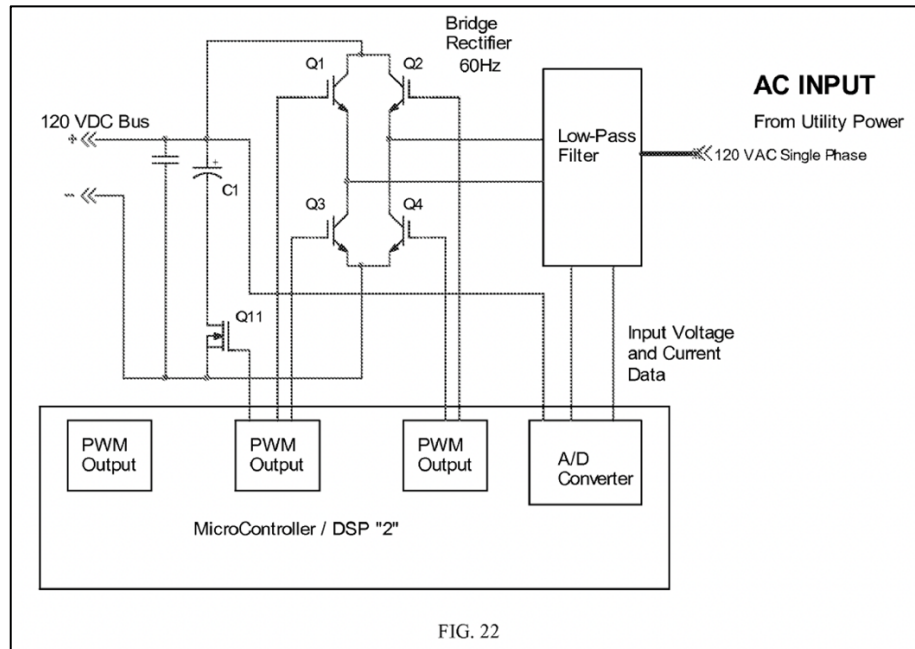 Bridge
Rectifier
60Hz
Q1
Q2
AC INPUT
From Utility Power
120 VDC Bus
+
Low-Pass
Filter
120 VAC Single Phase
+
C1
−
Q3
Q4
Q11
Input Voltage
and Current
Data
PWM
Output
PWM
Output
PWM
Output
A/D
Converter
MicroController / DSP "2"
FIG. 22